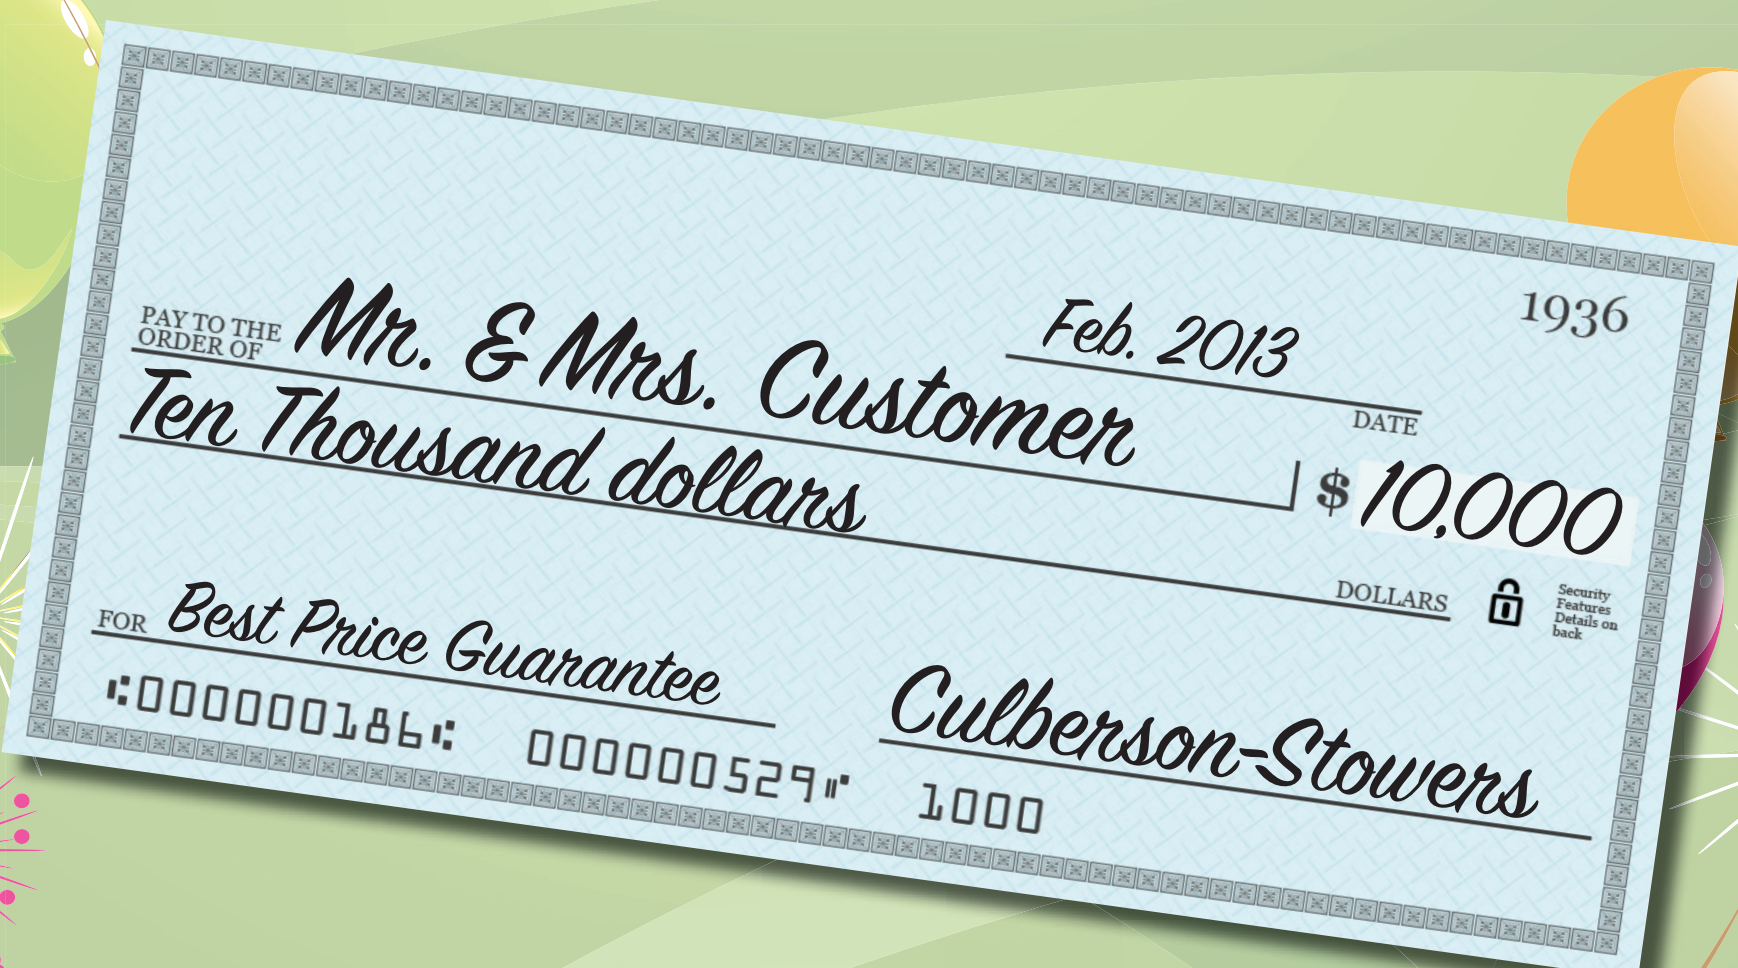 1936
Feb. 2013
DATE
PAY TO THE
ORDER OF
Mr. & Mrs. Customer
$ 10,000
Ten Thousand dollars
DOLLARS
Security
Features
Details on
back
FOR Best Price Guarantee
Culberson-Stowers
⑆000000186⑆ 000000529⑈ 1000